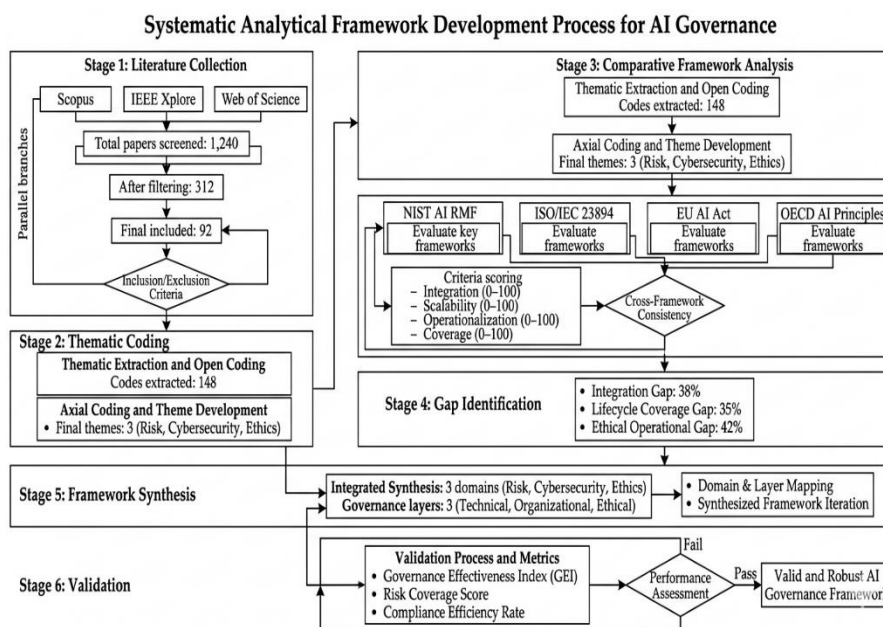 Systematic Analytical Framework Development Process for AI Governance
Stage 1: Literature Collection
Scopus
IEEE Xplore
Web of Science
Parallel branches
Total papers screened: 1,240
After filtering: 312
Final included: 92
Inclusion/Exclusion
Criteria
Stage 2: Thematic Coding
Thematic Extraction and Open Coding
Codes extracted: 148
Axial Coding and Theme Development
• Final themes: 3 (Risk, Cybersecurity, Ethics)
Stage 3: Comparative Framework Analysis
Thematic Extraction and Open Coding
Codes extracted: 148
Axial Coding and Theme Development
Final themes: 3 (Risk, Cybersecurity, Ethics)
NIST AI RMF
Evaluate key
frameworks
ISO/IEC 23894
Evaluate
frameworks
EU AI Act
Evaluate
frameworks
OECD AI Principles
Evaluate
frameworks
Criteria scoring
– Integration (0–100)
– Scalability (0–100)
– Operationalization (0–100)
– Coverage (0–100)
Cross-Framework
Consistency
Stage 4: Gap Identification
• Integration Gap: 38%
• Lifecycle Coverage Gap: 35%
• Ethical Operational Gap: 42%
Stage 5: Framework Synthesis
Integrated Synthesis: 3 domains (Risk, Cybersecurity, Ethics)
Governance layers: 3 (Technical, Organizational, Ethical)
• Domain & Layer Mapping
• Synthesized Framework Iteration
Stage 6: Validation
Validation Process and Metrics
• Governance Effectiveness Index (GEI)
• Risk Coverage Score
• Compliance Efficiency Rate
Fail
Performance
Assessment
Pass
Valid and Robust AI
Governance Framework